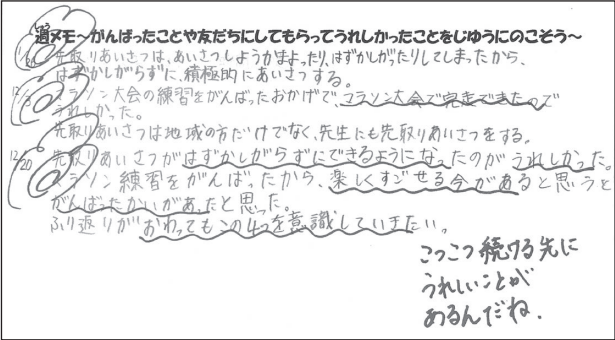 週メモ~がんばったことや友だちにしてもらってうれしかったことをじゆうにのこそう~
先取りあいさつは、あいさつしようかまよったり、はずかしがったりしてしまったから、
はずかしがらずに、積極的にあいさつする。
マラソン大会の練習をがんばったおかげで、マラソン大会で完走できたので
うれしかった。
先取りあいさつは地域の方だけでなく、先生にも先取りあいさつをする。
12/20 先取りあいさつがはずかしがらずにできるようになったのがうれしかった。
マラソン練習をがんばったから、楽しくすごせる今があると思うと
がんばったかいがあったと思った。
ふり返りがおわってもこの4つを意識していきたい。
こつこつ続ける先に
うれしいことが
あるんだね。